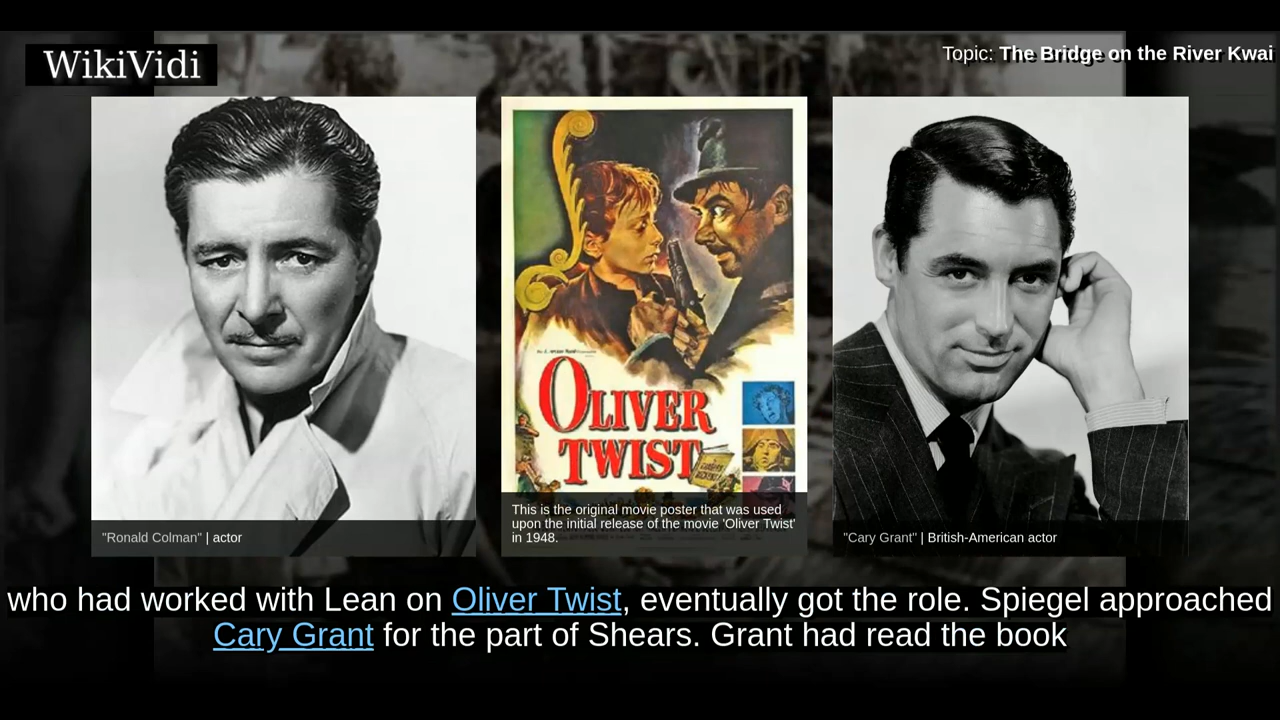 WikiVidi
Topic: The Bridge on the River Kwai
OLIVER
TWIST
"Ronald Colman" | actor
This is the original movie poster that was used
upon the initial release of the movie 'Oliver Twist'
in 1948.
"Cary Grant" | British-American actor
who had worked with Lean on Oliver Twist, eventually got the role. Spiegel approached
Cary Grant for the part of Shears. Grant had read the book